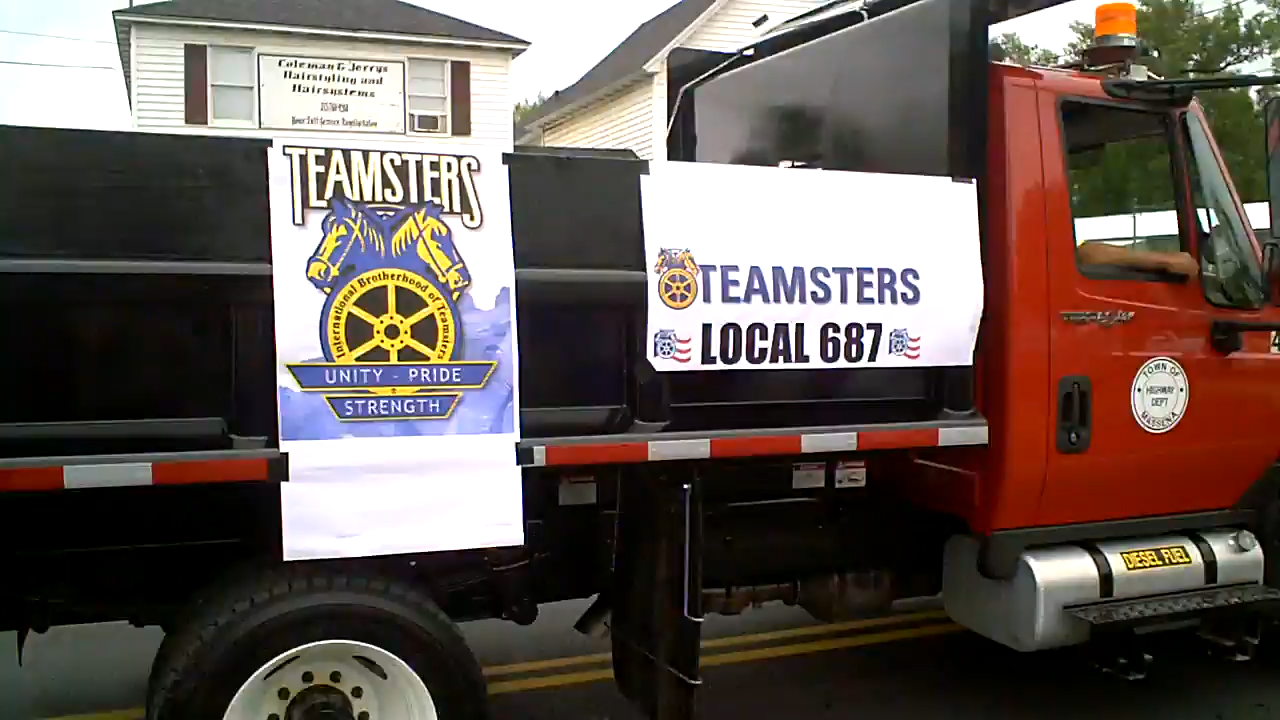 Coleman & Jerrys
Hairstyling and
Hairsystems
TEAMSTERS
International Brotherhood of Teamsters
UNITY - PRIDE
STRENGTH
TEAMSTERS
LOCAL 687
TOWN OF
HIGHWAY
DEPT
MASSENA
DIESEL FUEL